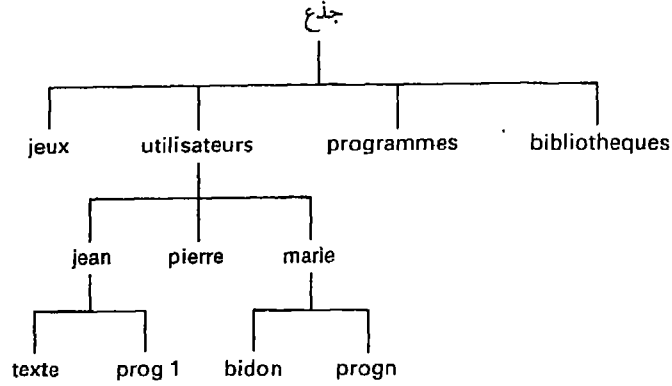 جذع
jeux utilisateurs programmes bibliotheques
jean pierre marie
texte prog 1 bidon progn